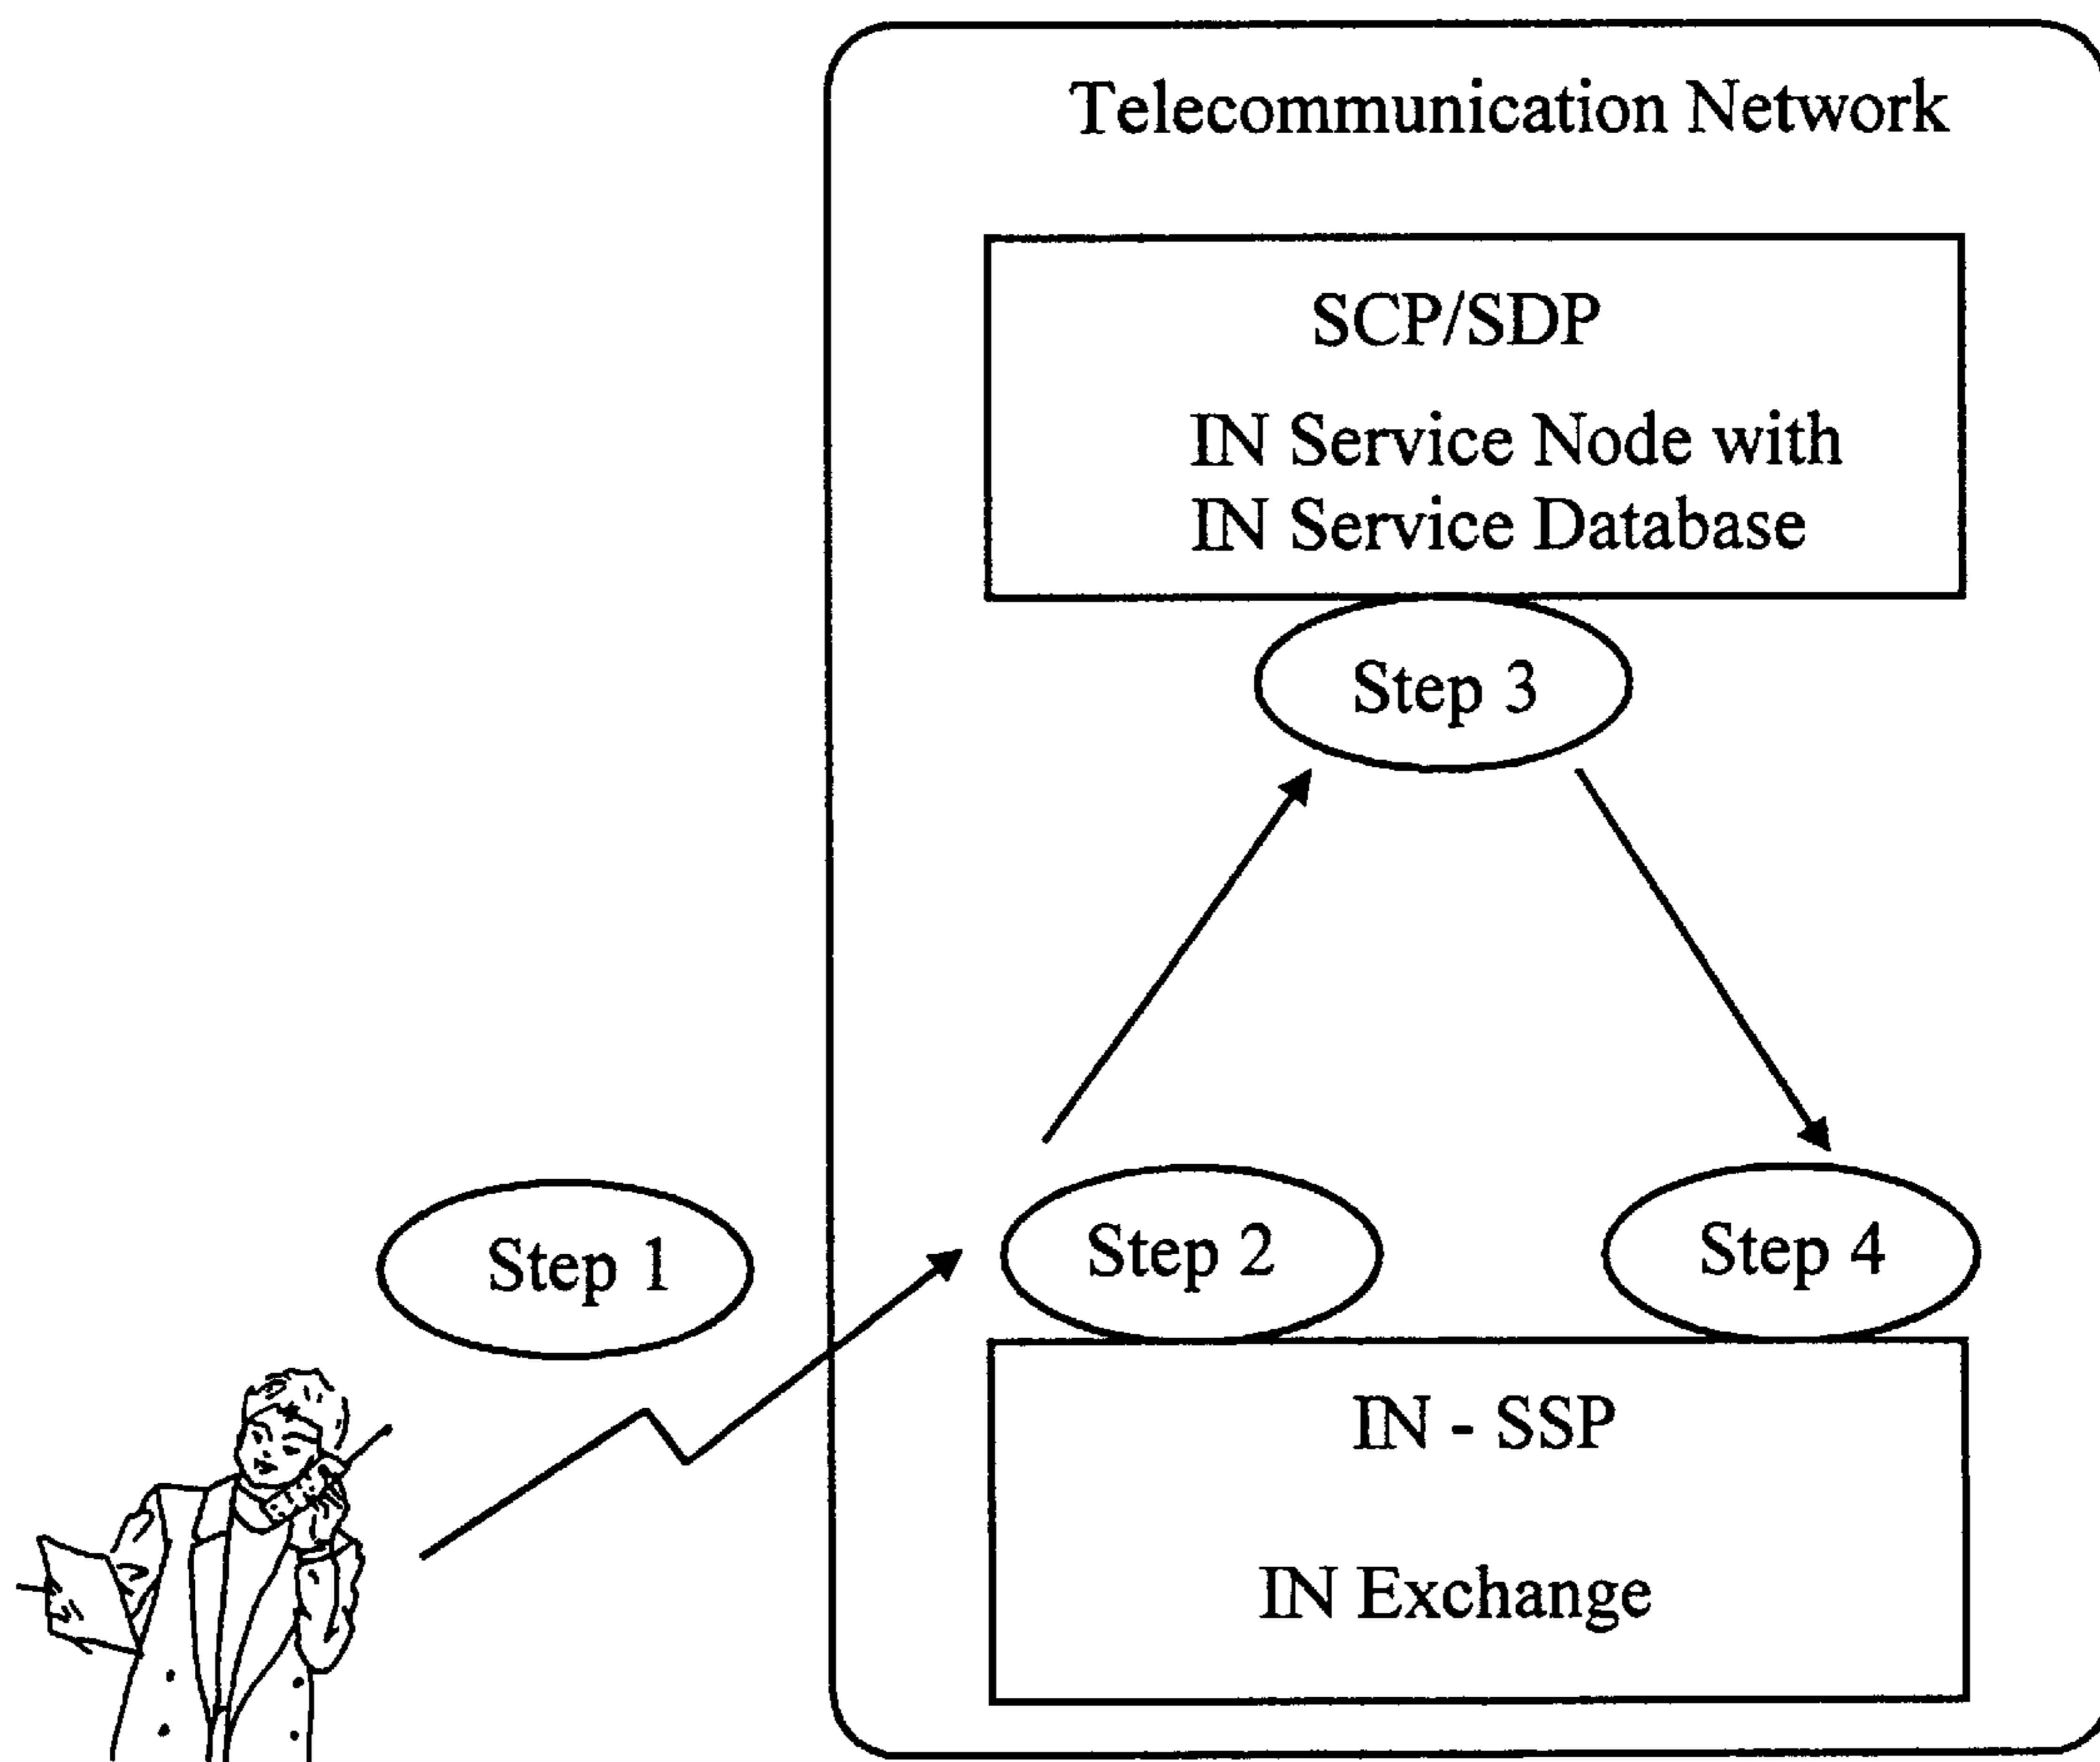 Telecommunication Network
SCP/SDP
IN Service Node with
IN Service Database
Step 3
Step 1
Step 2
Step 4
IN - SSP
IN Exchange